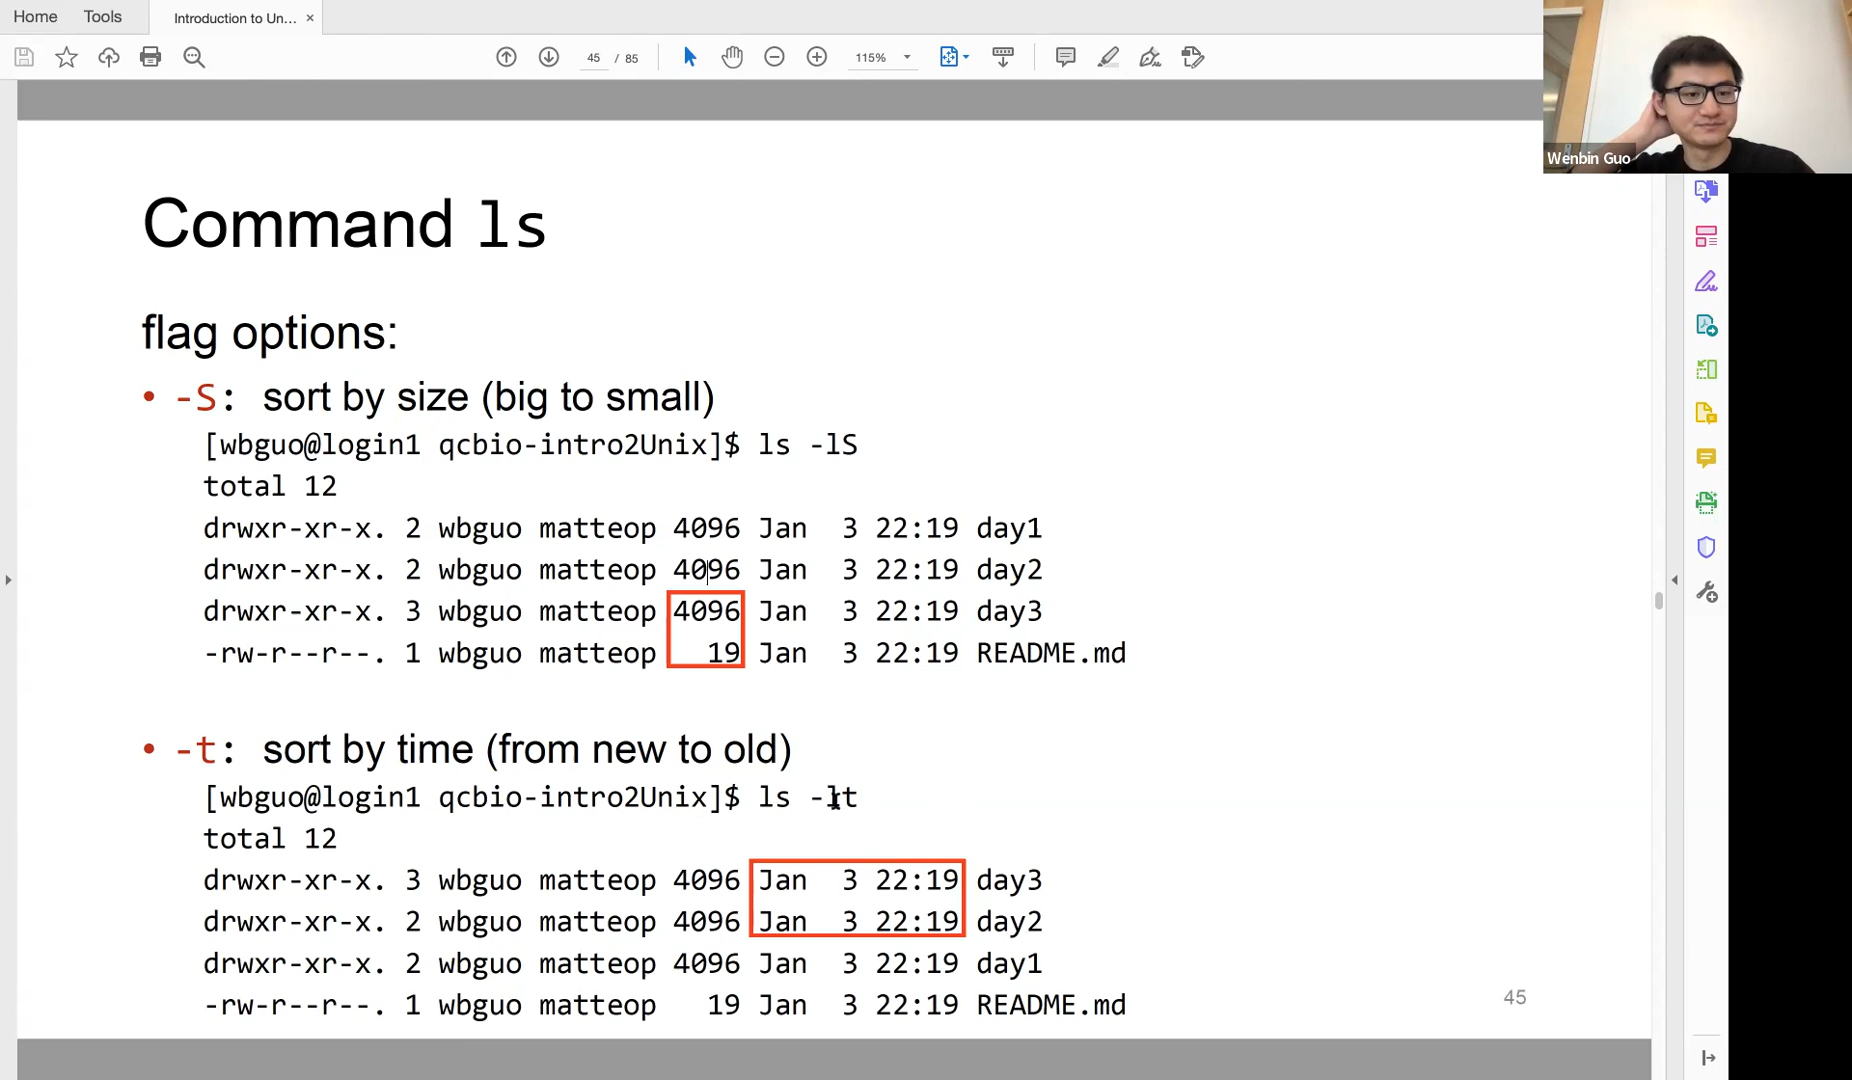 Home Tools Introduction to Un... ×
45 / 85 115%
Wenbin Guo
Command ls
flag options:
• -S: sort by size (big to small)
[wbguo@login1 qcbio-intro2Unix]$ ls -lS
total 12
drwxr-xr-x. 2 wbguo matteop 4096 Jan  3 22:19 day1
drwxr-xr-x. 2 wbguo matteop 4096 Jan  3 22:19 day2
drwxr-xr-x. 3 wbguo matteop 4096 Jan  3 22:19 day3
-rw-r--r--. 1 wbguo matteop   19 Jan  3 22:19 README.md
• -t: sort by time (from new to old)
[wbguo@login1 qcbio-intro2Unix]$ ls -lt
total 12
drwxr-xr-x. 3 wbguo matteop 4096 Jan  3 22:19 day3
drwxr-xr-x. 2 wbguo matteop 4096 Jan  3 22:19 day2
drwxr-xr-x. 2 wbguo matteop 4096 Jan  3 22:19 day1
-rw-r--r--. 1 wbguo matteop   19 Jan  3 22:19 README.md
45